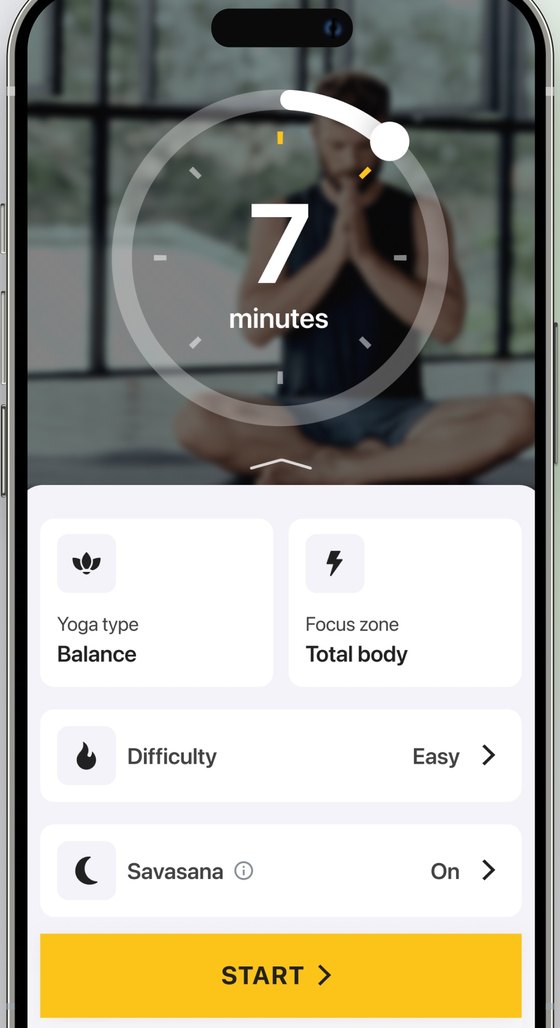 7
minutes
Yoga type
Balance
Focus zone
Total body
Difficulty
Easy
Savasana
On
START